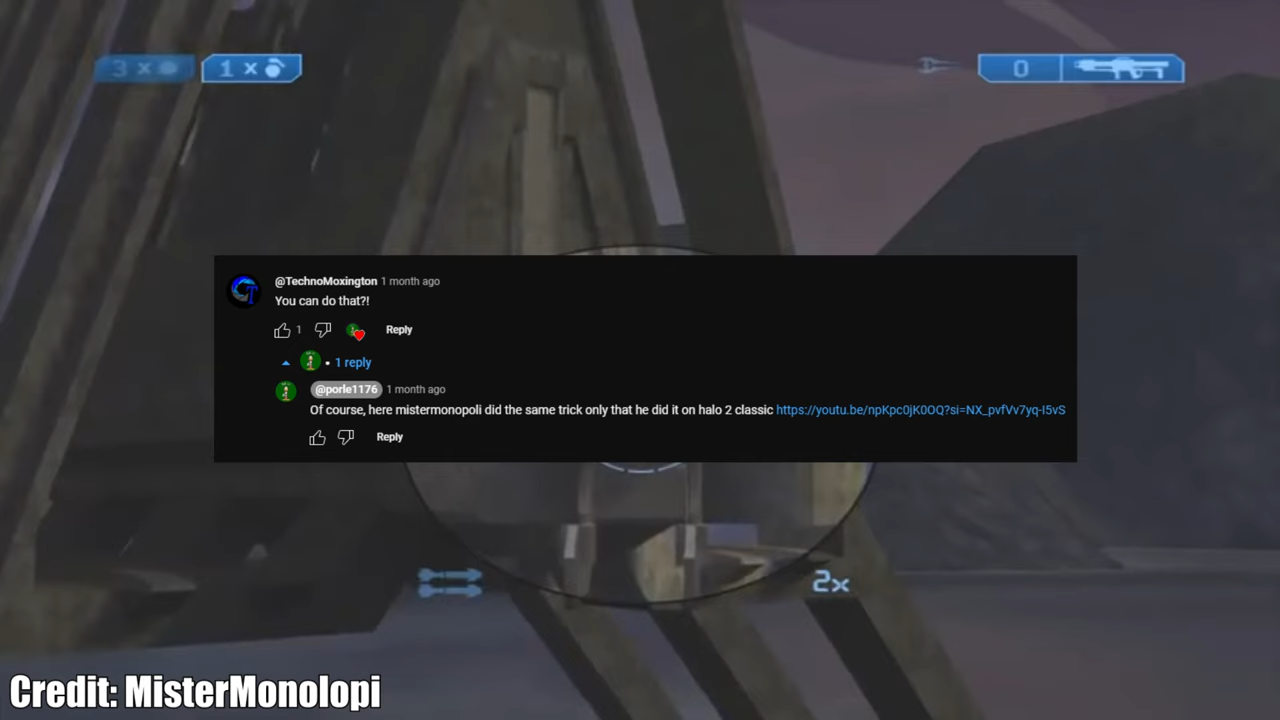 3 x
1 x
0
@TechnoMoxington 1 month ago
You can do that?!
1
Reply
• 1 reply
@porle1176 1 month ago
Of course, here mistermonopoli did the same trick only that he did it on halo 2 classic https://youtu.be/npKpc0jK0OQ?si=NX_pvfVv7yq-I5vS
Reply
2x
Credit: MisterMonolopi